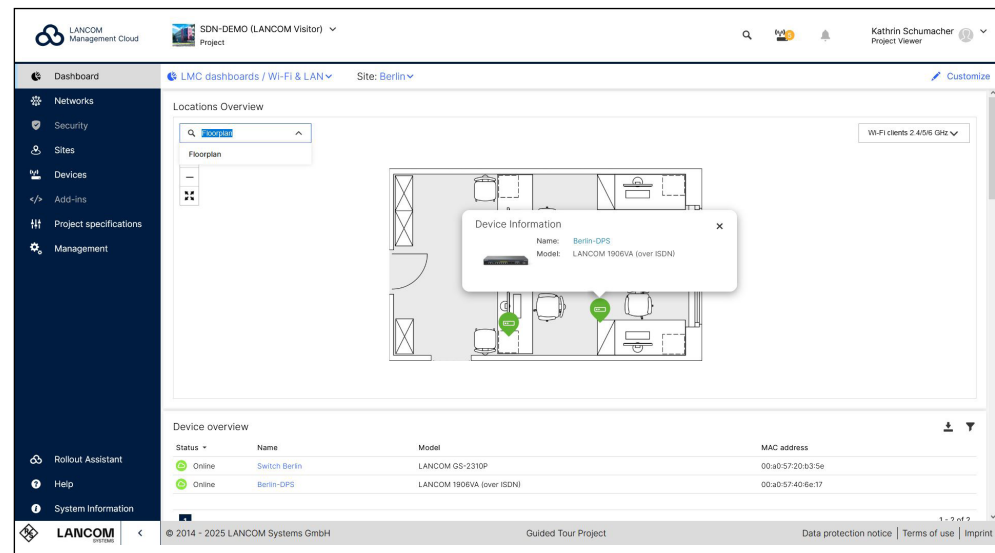 LANCOM
Management Cloud
SDN-DEMO (LANCOM Visitor)
Project
Kathrin Schumacher
Project Viewer
Dashboard
Networks
Security
Sites
Devices
</> Add-ins
Project specifications
Management
Rollout Assistant
Help
System Information
LANCOM
SYSTEMS
LMC dashboards / Wi-Fi & LAN
Site: Berlin
Customize
Locations Overview
Floorplan
Floorplan
Wi-Fi clients 2.4/5/6 GHz
Device Information
Name: Berlin-DPS
Model: LANCOM 1906VA (over ISDN)
Device overview
Status Name Model MAC address
Online Switch Berlin LANCOM GS-2310P 00:a0:57:20:b3:5e
Online Berlin-DPS LANCOM 1906VA (over ISDN) 00:a0:57:40:6e:17
© 2014 - 2025 LANCOM Systems GmbH
Guided Tour Project
Data protection notice | Terms of use | Imprint